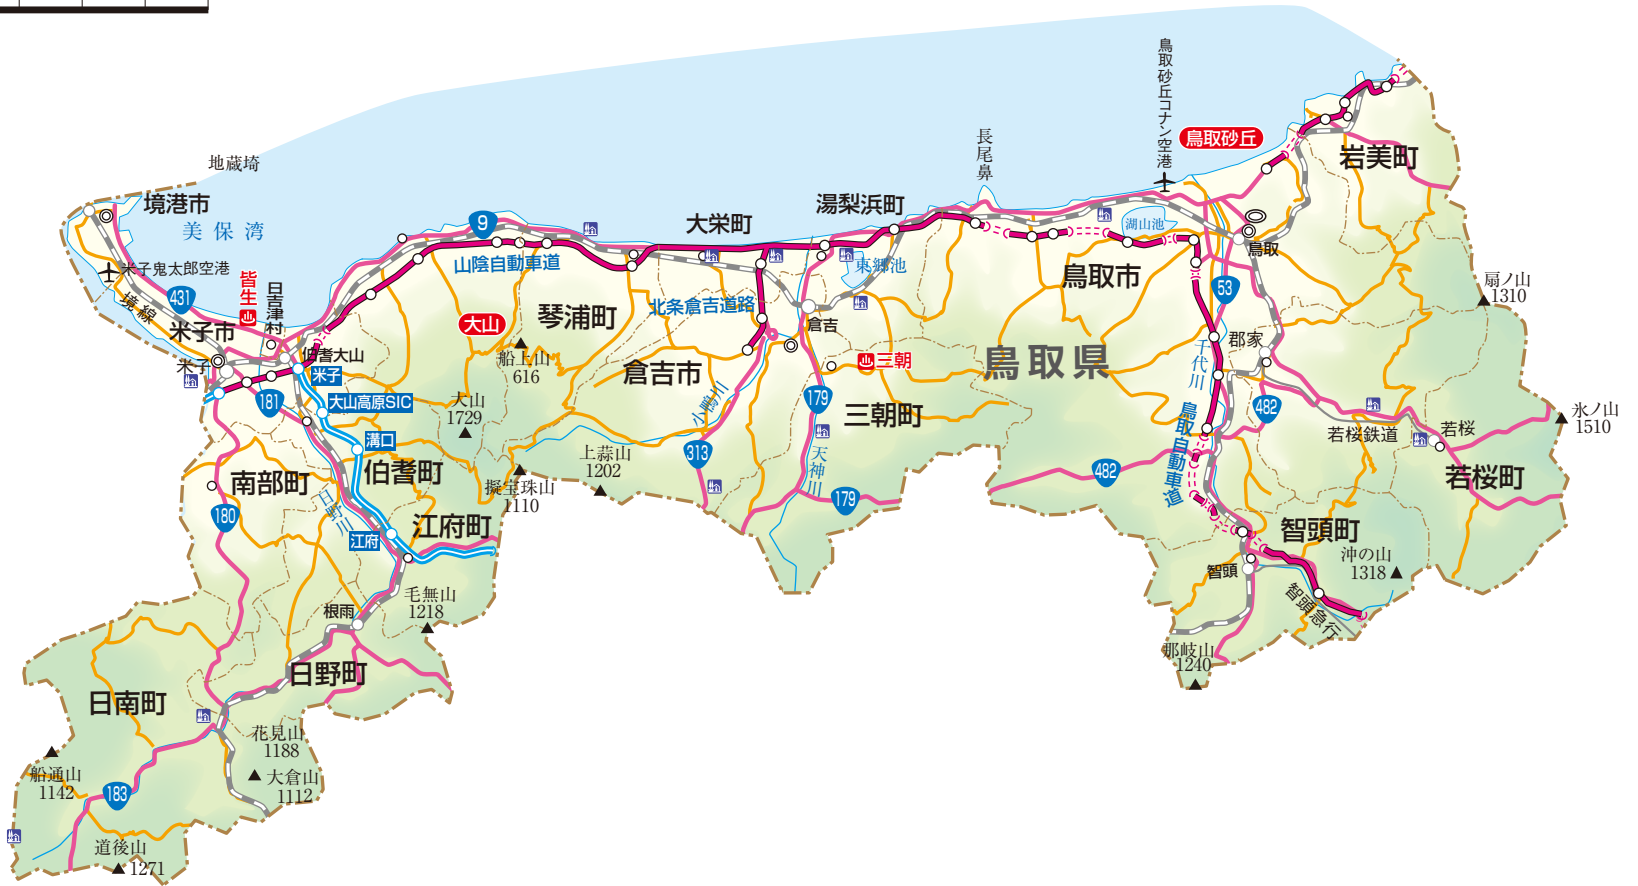 地蔵埼
境港市
美保湾
米子鬼太郎空港
境線
431
皆生
日吉津村
米子市
米子
伯耆大山
米子
大山高原SIC
181
溝口
南部町
伯耆町
180
日野川
江府
江府町
根雨
毛無山
1218
日野町
日南町
花見山
1188
船通山
1142
大倉山
1112
183
道後山
1271
9
山陰自動車道
大山
琴浦町
船上山
616
大山
1729
擬宝珠山
1110
上蒜山
1202
大栄町
北条倉吉道路
倉吉市
小鴨川
313
湯梨浜町
東郷池
倉吉
三朝
179
三朝町
天神川
179
長尾鼻
鳥取砂丘コナン空港
鳥取砂丘
湖山池
鳥取
鳥取市
鳥取県
岩美町
53
千代川
郡家
482
482
鳥取自動車道
若桜鉄道
若桜
若桜町
扇ノ山
1310
氷ノ山
1510
智頭町
沖の山
1318
智頭
智頭急行
那岐山
1240